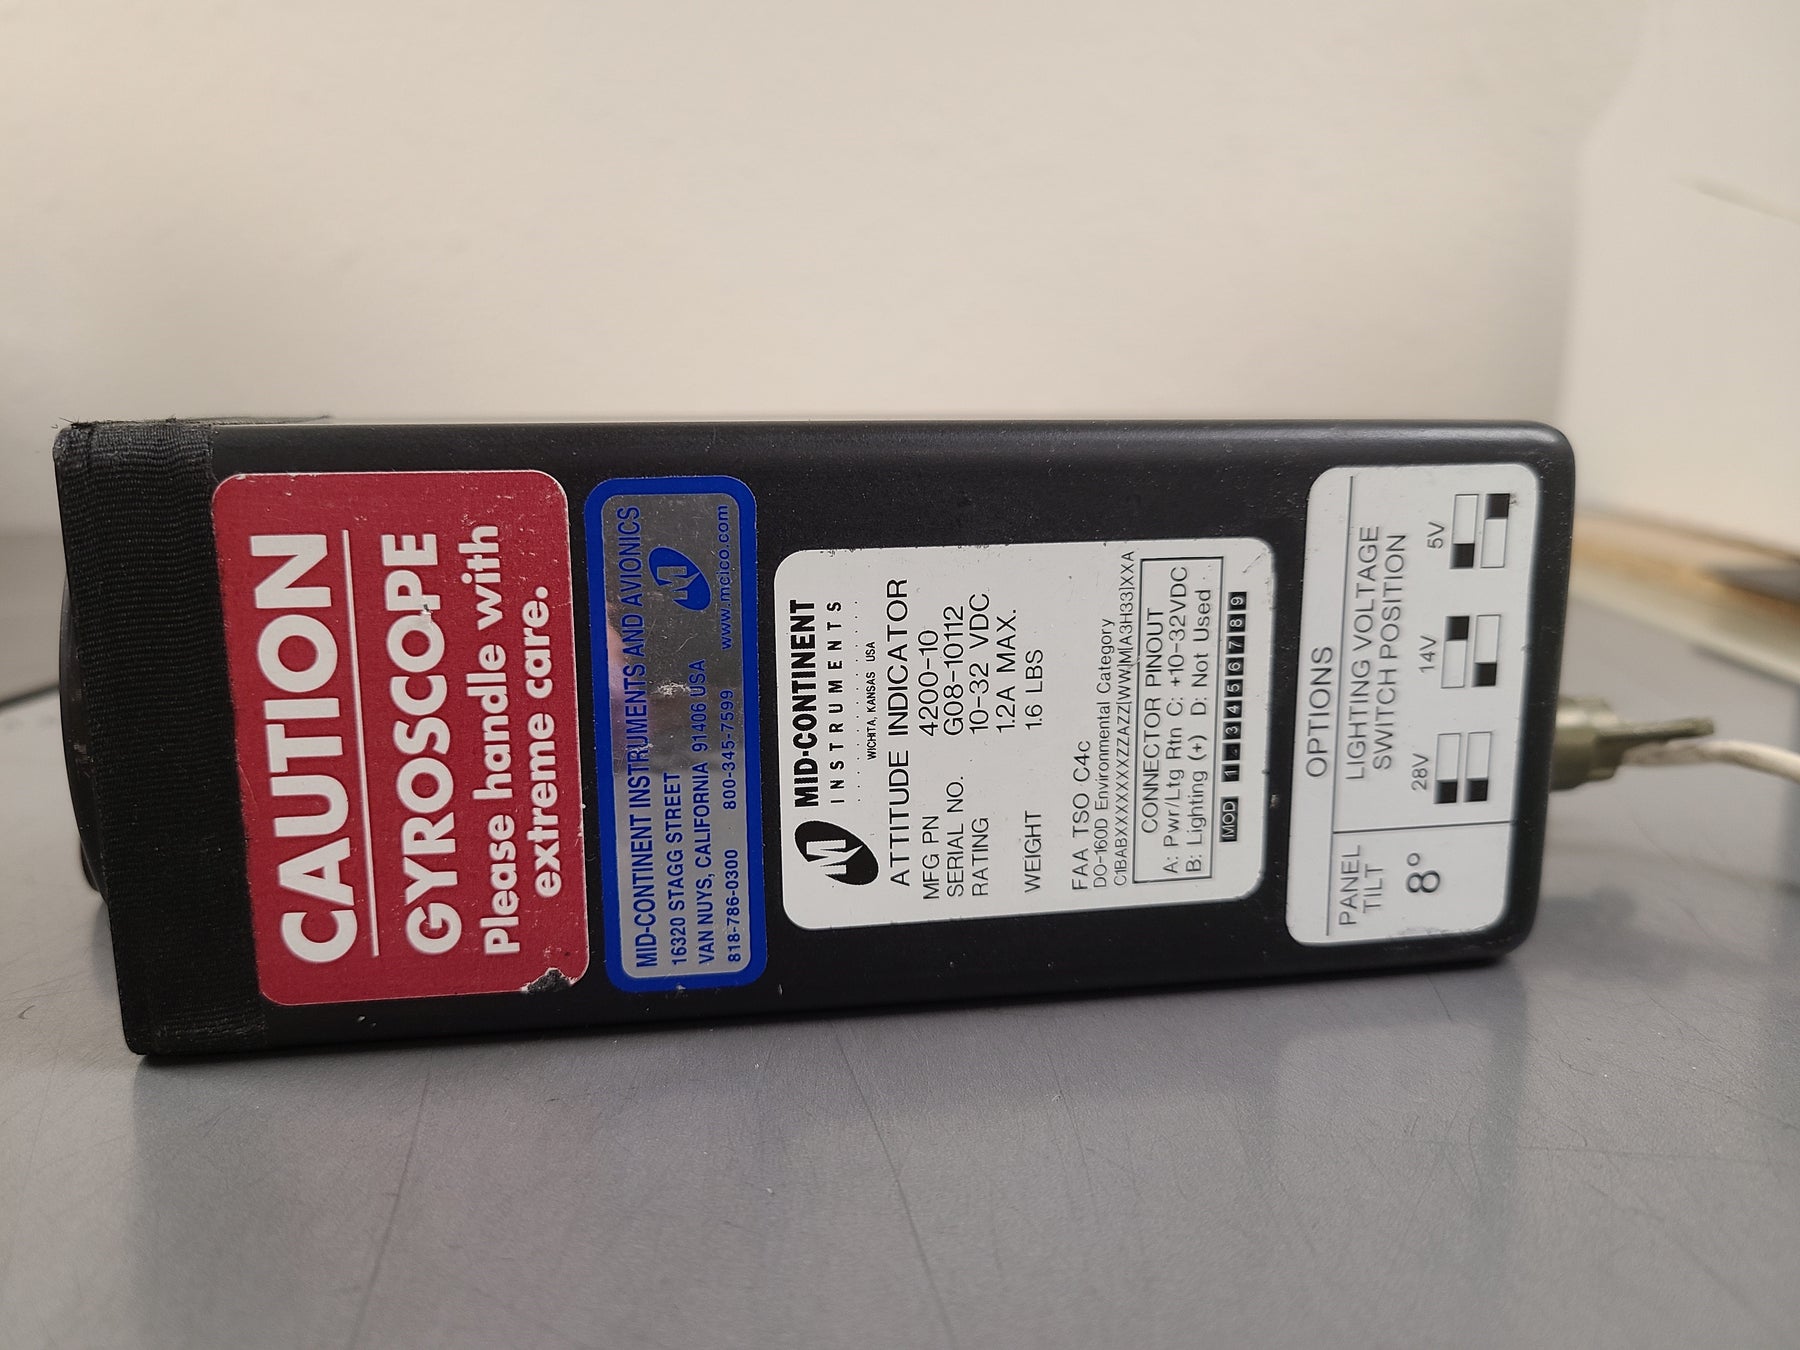 CAUTION
GYROSCOPE
Please handle with
extreme care.
MID-CONTINENT INSTRUMENTS AND AVIONICS
16320 STAGG STREET
VAN NUYS, CALIFORNIA 91406 USA
818-786-0300 800-345-7599 www.mcico.com
MID-CONTINENT
INSTRUMENTS
WICHITA, KANSAS USA
ATTITUDE INDICATOR
MFG PN 4200-10
SERIAL NO. G08-10112
RATING 10-32 VDC
1.2A MAX.
WEIGHT 1.6 LBS
FAA TSO C4c
DO-160D Environmental Category
CONNECTOR PINOUT
A: Pwr/Ltg Rtn C: +10-32VDC
B: Lighting (+) D: Not Used
MOD 1 3 4 5 6 7 8 9
OPTIONS
PANEL
TILT
8°
LIGHTING VOLTAGE
SWITCH POSITION
28V 14V 5V